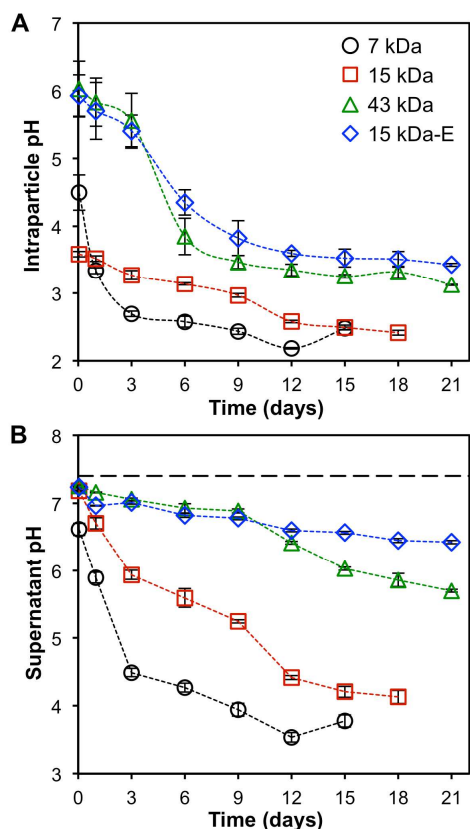 A
7
6
5
4
3
2
Intraparticle pH
7 kDa
15 kDa
43 kDa
15 kDa-E
0 3 6 9 12 15 18 21
Time (days)
B
8
7
6
5
4
3
Supernatant pH
0 3 6 9 12 15 18 21
Time (days)